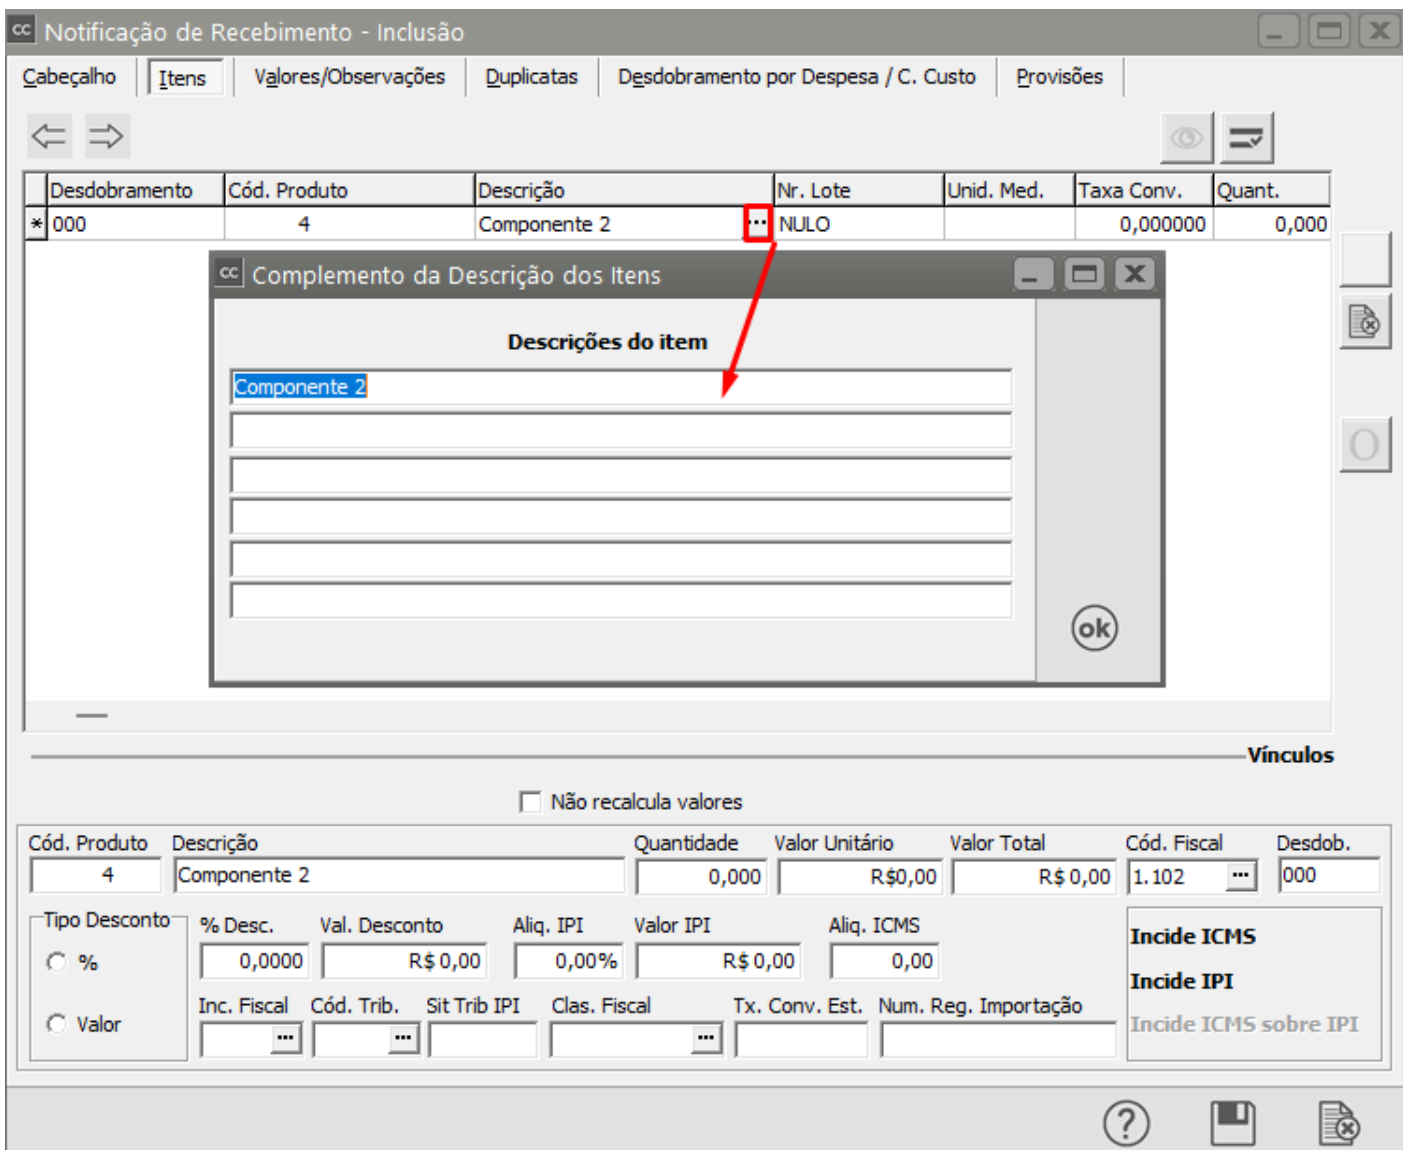 cc Notificação de Recebimento - Inclusão
Cabeçalho Itens Valores/Observações Duplicatas Desdobramento por Despesa / C. Custo Provisões
Desdobramento Cód. Produto Descrição Nr. Lote Unid. Med. Taxa Conv. Quant.
* 000 4 Componente 2 ... NULO 0,000000 0,000
cc Complemento da Descrição dos Itens
Descrições do item
Componente 2
ok
Vínculos
Não recalcula valores
Cód. Produto Descrição Quantidade Valor Unitário Valor Total Cód. Fiscal Desdob.
4 Componente 2 0,000 R$0,00 R$ 0,00 1.102 ... 000
Tipo Desconto % Desc. Val. Desconto Aliq. IPI Valor IPI Aliq. ICMS
% 0,0000 R$ 0,00 0,00% R$ 0,00 0,00
Incide ICMS
Incide IPI
Inc. Fiscal Cód. Trib. Sit Trib IPI Clas. Fiscal Tx. Conv. Est. Num. Reg. Importação
Valor ... ... ... Incide ICMS sobre IPI
O
?